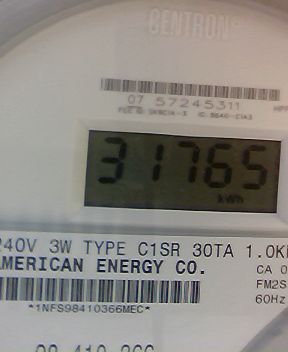 CENTRON
07 57245311
31765
kWh
240V 3W TYPE C1SR 30TA 1.0K
AMERICAN ENERGY CO.
CA 0
FM2S
60Hz
*1NFS98410366MEC*